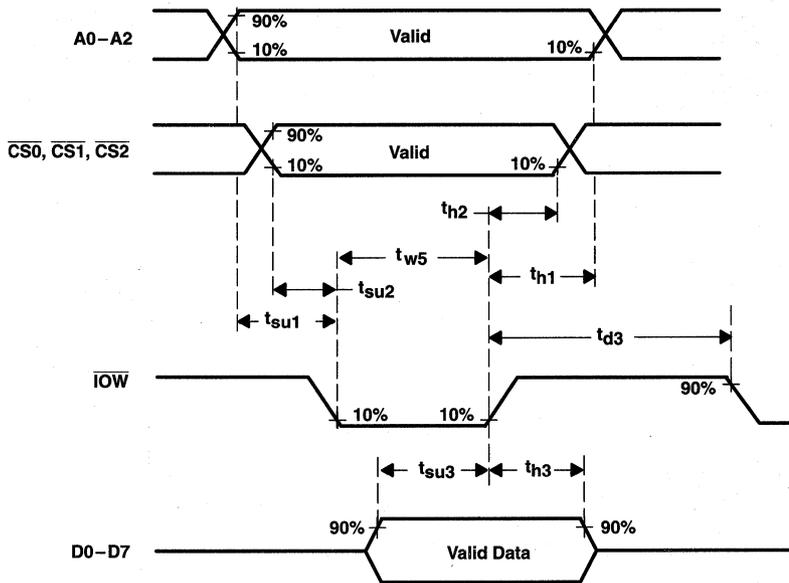 90%
A0–A2
Valid
10%
10%
90%
CS0, CS1, CS2
Valid
10%
10%
th2
tw5
th1
tsu2
tsu1
td3
IOW
90%
10%
10%
tsu3
th3
90%
90%
D0–D7
Valid Data